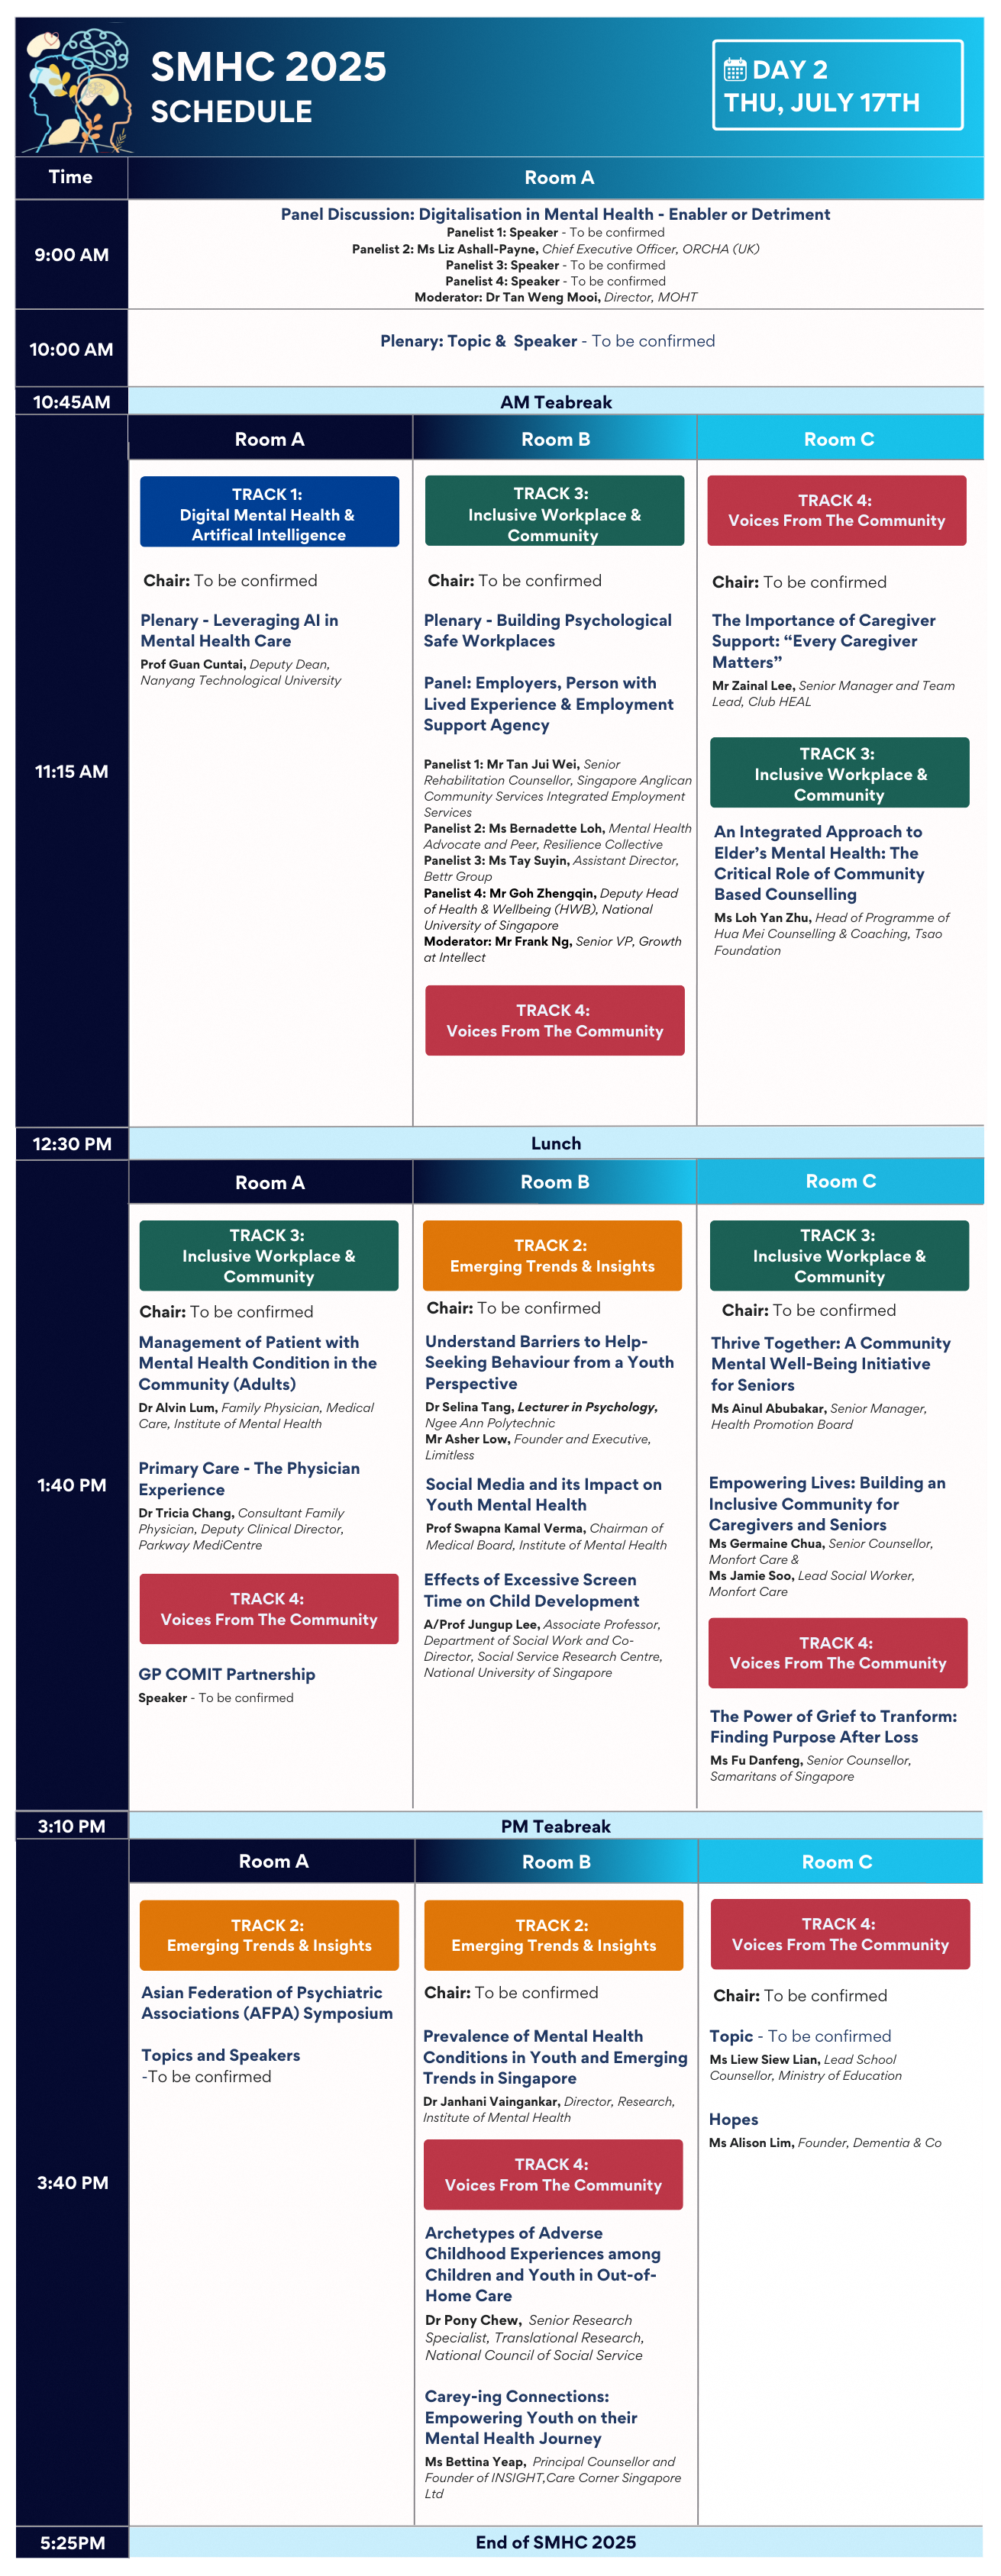 SMHC 2025
SCHEDULE
DAY 2
THU, JULY 17TH
Time
Room A
9:00 AM
Panel Discussion: Digitalisation in Mental Health - Enabler or Detriment
Panelist 1: Speaker - To be confirmed
Panelist 2: Ms Liz Ashall-Payne, Chief Executive Officer, ORCHA (UK)
Panelist 3: Speaker - To be confirmed
Panelist 4: Speaker - To be confirmed
Moderator: Dr Tan Weng Mooi, Director, MOHT
10:00 AM
Plenary: Topic & Speaker - To be confirmed
10:45AM
AM Teabreak
11:15 AM
Room A
TRACK 1:
Digital Mental Health &
Artifical Intelligence
Chair: To be confirmed
Plenary - Leveraging AI in
Mental Health Care
Prof Guan Cuntai, Deputy Dean,
Nanyang Technological University
Room B
TRACK 3:
Inclusive Workplace &
Community
Chair: To be confirmed
Plenary - Building Psychological
Safe Workplaces
Panel: Employers, Person with
Lived Experience & Employment
Support Agency
Panelist 1: Mr Tan Jui Wei, Senior
Rehabilitation Counsellor, Singapore Anglican
Community Services Integrated Employment
Services
Panelist 2: Ms Bernadette Loh, Mental Health
Advocate and Peer, Resilience Collective
Panelist 3: Ms Tay Suyin, Assistant Director,
Bettr Group
Panelist 4: Mr Goh Zhengqin, Deputy Head
of Health & Wellbeing (HWB), National
University of Singapore
Moderator: Mr Frank Ng, Senior VP, Growth
at Intellect
TRACK 4:
Voices From The Community
Room C
TRACK 4:
Voices From The Community
Chair: To be confirmed
The Importance of Caregiver
Support: “Every Caregiver
Matters”
Mr Zainal Lee, Senior Manager and Team
Lead, Club HEAL
TRACK 3:
Inclusive Workplace &
Community
An Integrated Approach to
Elder’s Mental Health: The
Critical Role of Community
Based Counselling
Ms Loh Yan Zhu, Head of Programme of
Hua Mei Counselling & Coaching, Tsao
Foundation
12:30 PM
Lunch
1:40 PM
Room A
TRACK 3:
Inclusive Workplace &
Community
Chair: To be confirmed
Management of Patient with
Mental Health Condition in the
Community (Adults)
Dr Alvin Lum, Family Physician, Medical
Care, Institute of Mental Health
Primary Care - The Physician
Experience
Dr Tricia Chang, Consultant Family
Physician, Deputy Clinical Director,
Parkway MediCentre
TRACK 4:
Voices From The Community
GP COMIT Partnership
Speaker - To be confirmed
Room B
TRACK 2:
Emerging Trends & Insights
Chair: To be confirmed
Understand Barriers to Help-
Seeking Behaviour from a Youth
Perspective
Dr Selina Tang, Lecturer in Psychology,
Ngee Ann Polytechnic
Mr Asher Low, Founder and Executive,
Limitless
Social Media and its Impact on
Youth Mental Health
Prof Swapna Kamal Verma, Chairman of
Medical Board, Institute of Mental Health
Effects of Excessive Screen
Time on Child Development
A/Prof Jungup Lee, Associate Professor,
Department of Social Work and Co-
Director, Social Service Research Centre,
National University of Singapore
Room C
TRACK 3:
Inclusive Workplace &
Community
Chair: To be confirmed
Thrive Together: A Community
Mental Well-Being Initiative
for Seniors
Ms Ainul Abubakar, Senior Manager,
Health Promotion Board
Empowering Lives: Building an
Inclusive Community for
Caregivers and Seniors
Ms Germaine Chua, Senior Counsellor,
Monfort Care &
Ms Jamie Soo, Lead Social Worker,
Monfort Care
TRACK 4:
Voices From The Community
The Power of Grief to Tranform:
Finding Purpose After Loss
Ms Fu Danfeng, Senior Counsellor,
Samaritans of Singapore
3:10 PM
PM Teabreak
3:40 PM
Room A
TRACK 2:
Emerging Trends & Insights
Asian Federation of Psychiatric
Associations (AFPA) Symposium
Topics and Speakers
-To be confirmed
Room B
TRACK 2:
Emerging Trends & Insights
Chair: To be confirmed
Prevalence of Mental Health
Conditions in Youth and Emerging
Trends in Singapore
Dr Janhani Vaingankar, Director, Research,
Institute of Mental Health
TRACK 4:
Voices From The Community
Archetypes of Adverse
Childhood Experiences among
Children and Youth in Out-of-
Home Care
Dr Pony Chew, Senior Research
Specialist, Translational Research,
National Council of Social Service
Carey-ing Connections:
Empowering Youth on their
Mental Health Journey
Ms Bettina Yeap, Principal Counsellor and
Founder of INSIGHT,Care Corner Singapore
Ltd
Room C
TRACK 4:
Voices From The Community
Chair: To be confirmed
Topic - To be confirmed
Ms Liew Siew Lian, Lead School
Counsellor, Ministry of Education
Hopes
Ms Alison Lim, Founder, Dementia & Co
5:25PM
End of SMHC 2025